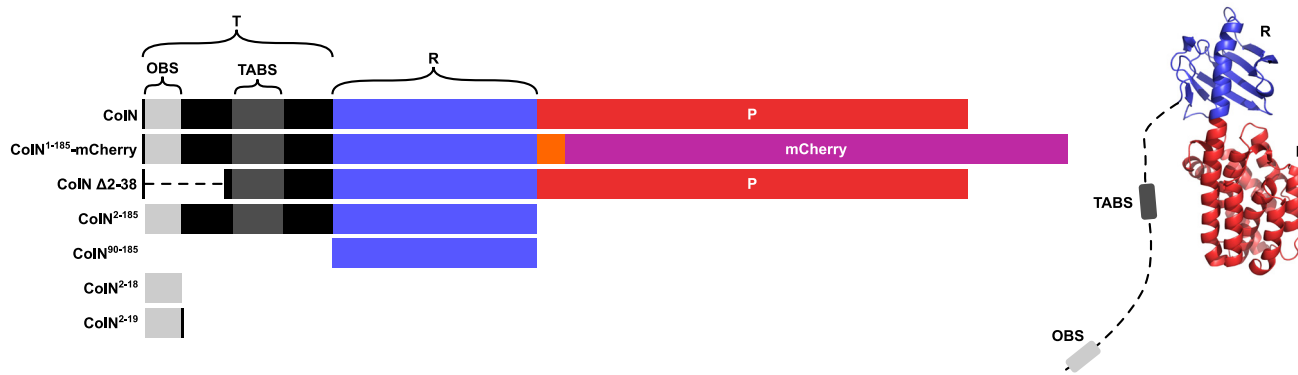 T
OBS
TABS
R
ColN
P
ColN1-185-mCherry
mCherry
ColN Δ2-38
P
ColN2-185
ColN90-185
ColN2-18
ColN2-19
R
TABS
OBS